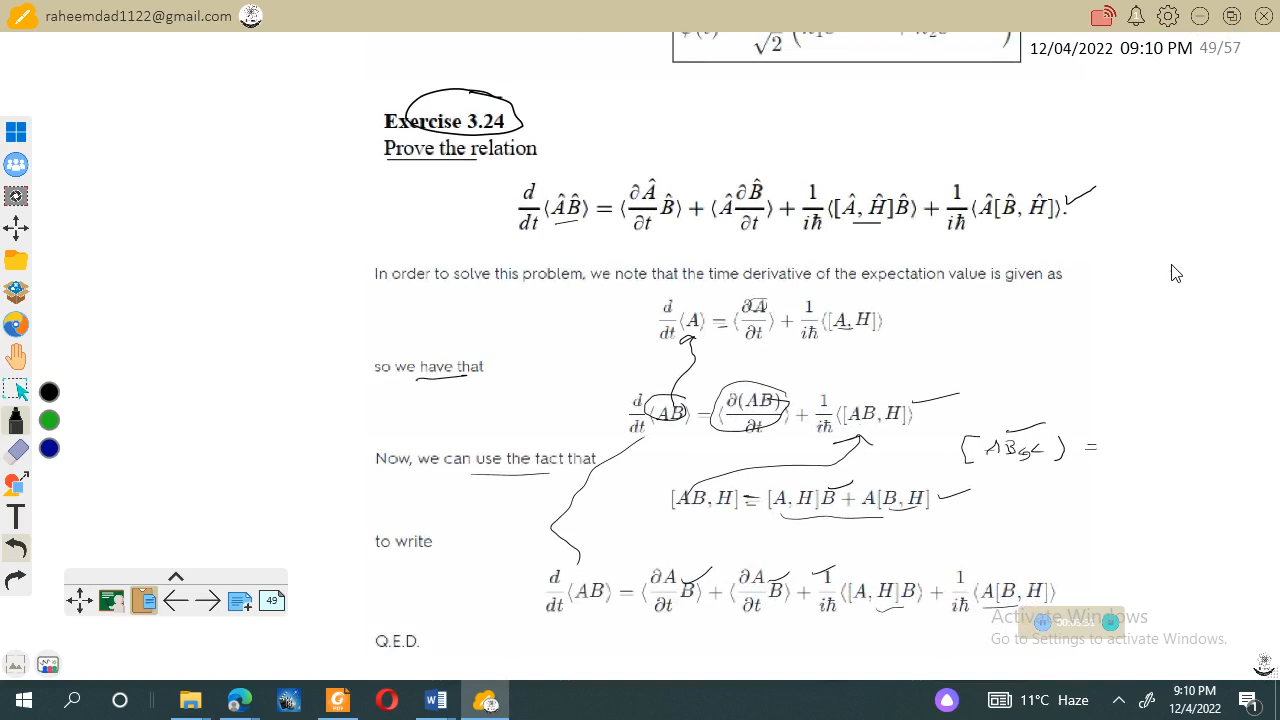 raheemdad1122@gmail.com
12/04/2022 09:10 PM 49/57
√2
Exercise 3.24
Prove the relation
d/dt ⟨ÂB̂⟩ = ⟨∂Â/∂t B̂⟩ + ⟨Â ∂B̂/∂t⟩ + 1/iħ ⟨[Â, Ĥ]B̂⟩ + 1/iħ ⟨Â[B̂, Ĥ]⟩.
In order to solve this problem, we note that the time derivative of the expectation value is given as
d/dt ⟨A⟩ = ⟨∂A/∂t⟩ + 1/iħ ⟨[A, H]⟩
so we have that
d/dt ⟨AB⟩ = ⟨∂(AB)/∂t⟩ + 1/iħ ⟨[AB, H]⟩
Now, we can use the fact that
[AB, H] = [A, H]B + A[B, H]
to write
d/dt ⟨AB⟩ = ⟨∂A/∂t B⟩ + ⟨∂A/∂t B⟩ + 1/iħ ⟨[A, H]B⟩ + 1/iħ ⟨A[B, H]⟩
Q.E.D.
T
49
Activate Windows
Go to Settings to activate Windows.
11°C Haze
9:10 PM
12/4/2022
1